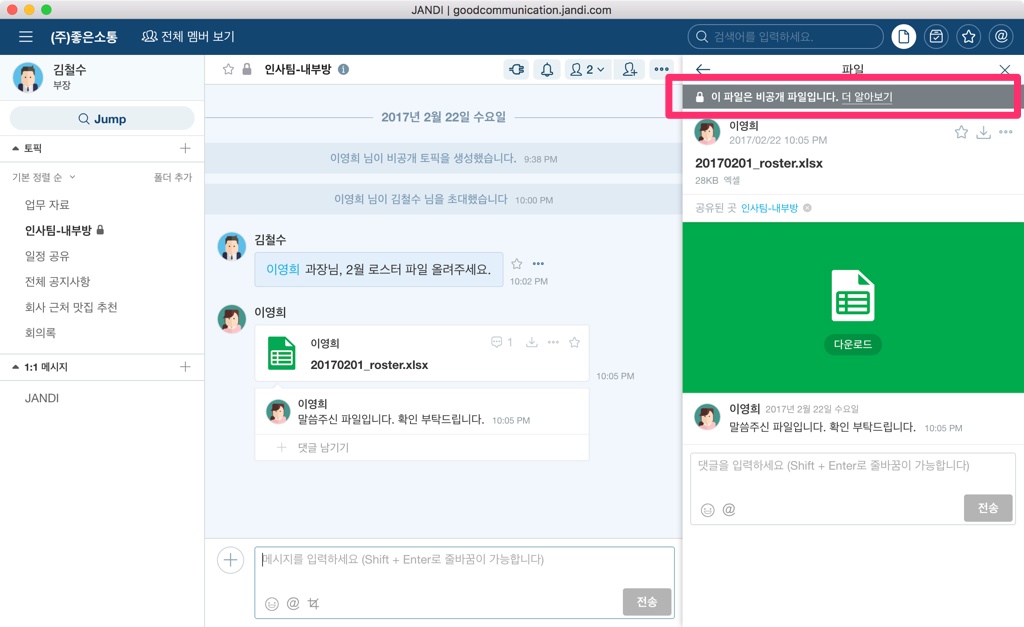 JANDI | goodcommunication.jandi.com
(주)좋은소통
전체 멤버 보기
검색어를 입력하세요.
@
김철수
부장
Jump
토픽
기본 정렬 순
폴더 추가
업무 자료
인사팀-내부방
일정 공유
전체 공지사항
회사 근처 맛집 추천
회의록
1:1 메시지
JANDI
인사팀-내부방
1
2
2017년 2월 22일 수요일
이영희 님이 비공개 토픽을 생성했습니다. 9:38 PM
이영희 님이 김철수 님을 초대했습니다 10:00 PM
김철수
이영희 과장님, 2월 로스터 파일 올려주세요.
10:02 PM
이영희
이영희
1
20170201_roster.xlsx
10:05 PM
이영희
말씀주신 파일입니다. 확인 부탁드립니다. 10:05 PM
댓글 남기기
메시지를 입력하세요 (Shift + Enter로 줄바꿈이 가능합니다)
@
전송
파일
이 파일은 비공개 파일입니다. 더 알아보기
이영희
2017/02/22 10:05 PM
20170201_roster.xlsx
28KB 엑셀
공유된 곳 인사팀-내부방
다운로드
이영희 2017년 2월 22일 수요일
말씀주신 파일입니다. 확인 부탁드립니다. 10:05 PM
댓글을 입력하세요 (Shift + Enter로 줄바꿈이 가능합니다)
@
전송